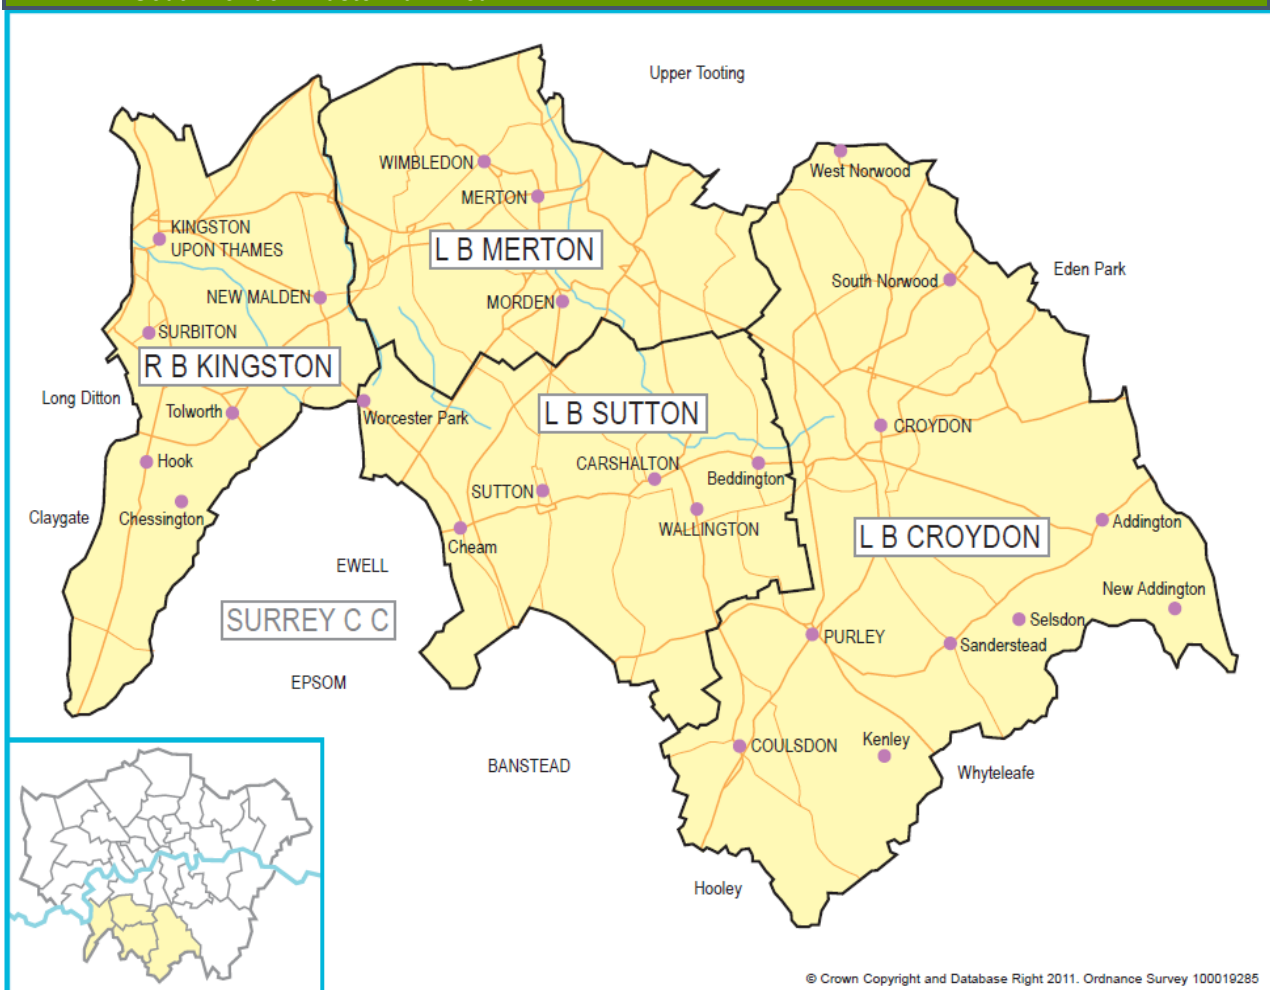 Upper Tooting
WIMBLEDON
West Norwood
MERTON
KINGSTON
UPON THAMES
L B MERTON
Eden Park
South Norwood
NEW MALDEN
MORDEN
SURBITON
R B KINGSTON
Long Ditton
Tolworth
Worcester Park
L B SUTTON
CROYDON
Hook
CARSHALTON
Beddington
SUTTON
Claygate
Chessington
WALLINGTON
Addington
L B CROYDON
Cheam
EWELL
New Addington
SURREY C C
Selsdon
PURLEY
Sanderstead
EPSOM
COULSDON
Kenley
BANSTEAD
Whyteleafe
Hooley
© Crown Copyright and Database Right 2011. Ordnance Survey 100019285